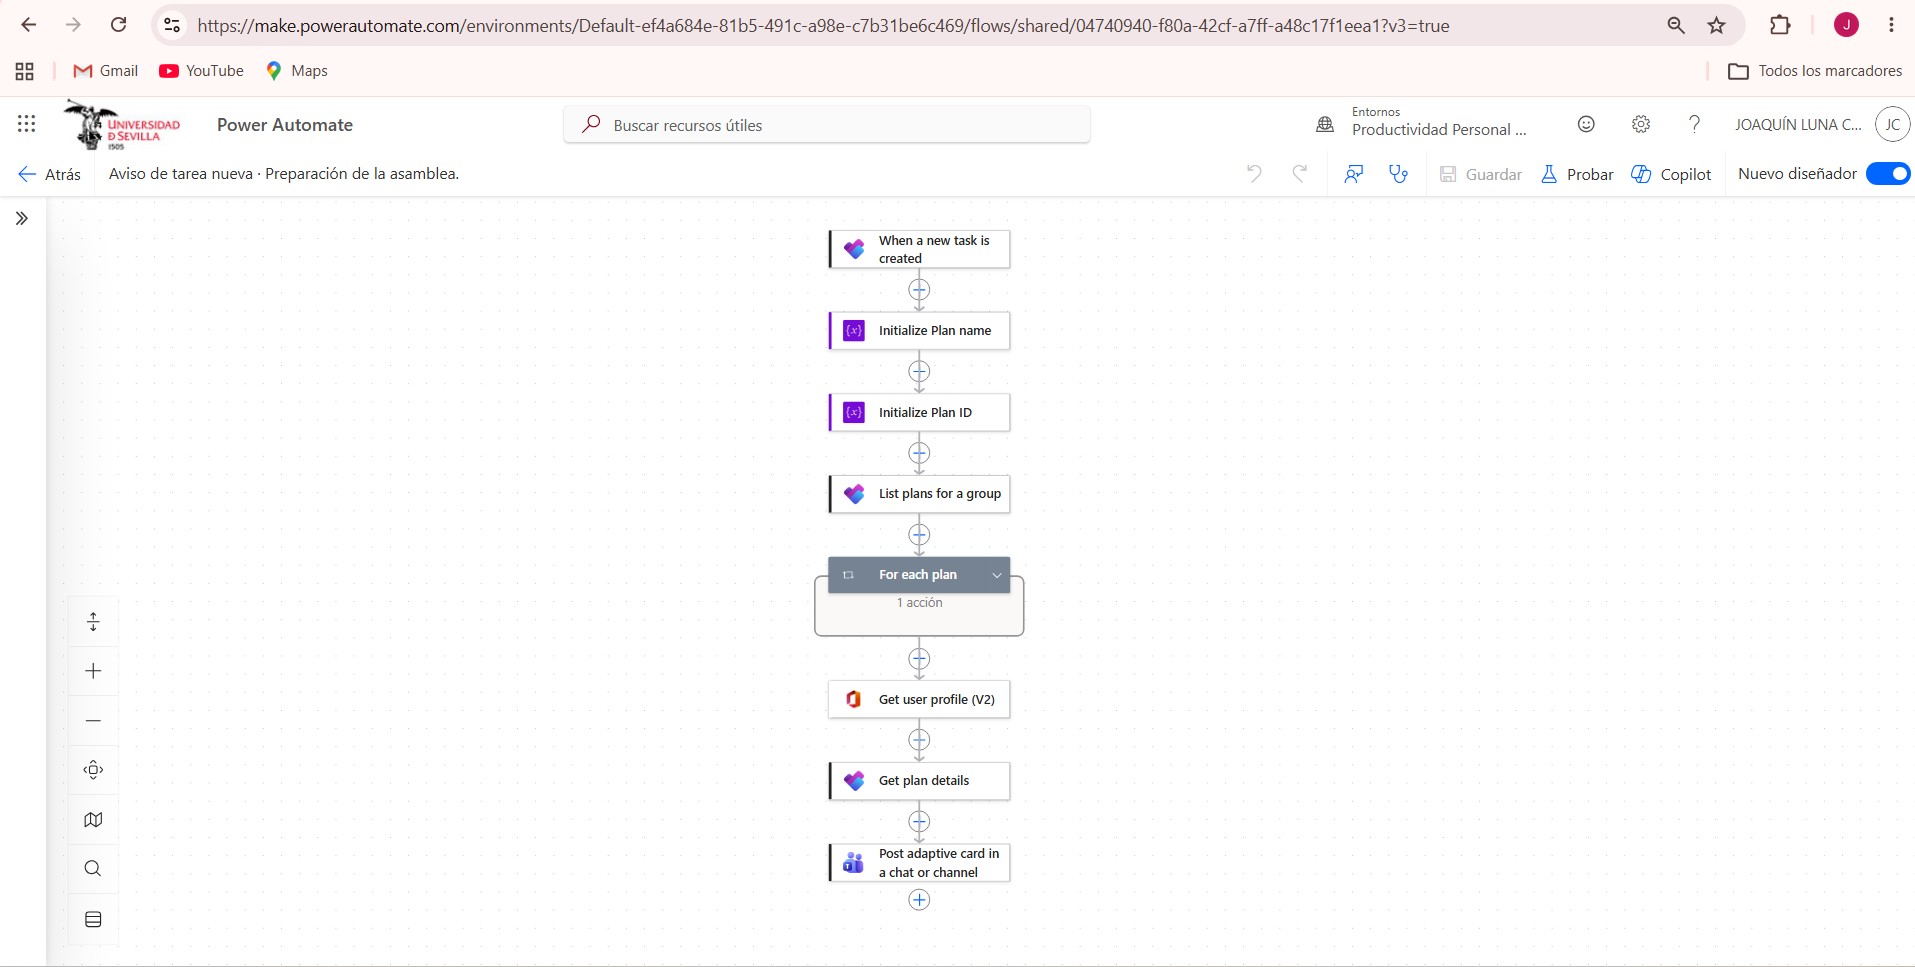 https://make.powerautomate.com/environments/Default-ef4a684e-81b5-491c-a98e-c7b31be6c469/flows/shared/04740940-f80a-42cf-a7ff-a48c17f1eea1?v3=true
J
Gmail
YouTube
Maps
Todos los marcadores
UNIVERSIDAD
D SEVILLA
1505
Power Automate
Buscar recursos útiles
Entornos
Productividad Personal ...
JOAQUÍN LUNA C...
JC
Atrás
Aviso de tarea nueva · Preparación de la asamblea.
Guardar
Probar
Copilot
Nuevo diseñador
When a new task is
created
{x}
Initialize Plan name
{x}
Initialize Plan ID
List plans for a group
For each plan
1 acción
Get user profile (V2)
Get plan details
Post adaptive card in
a chat or channel